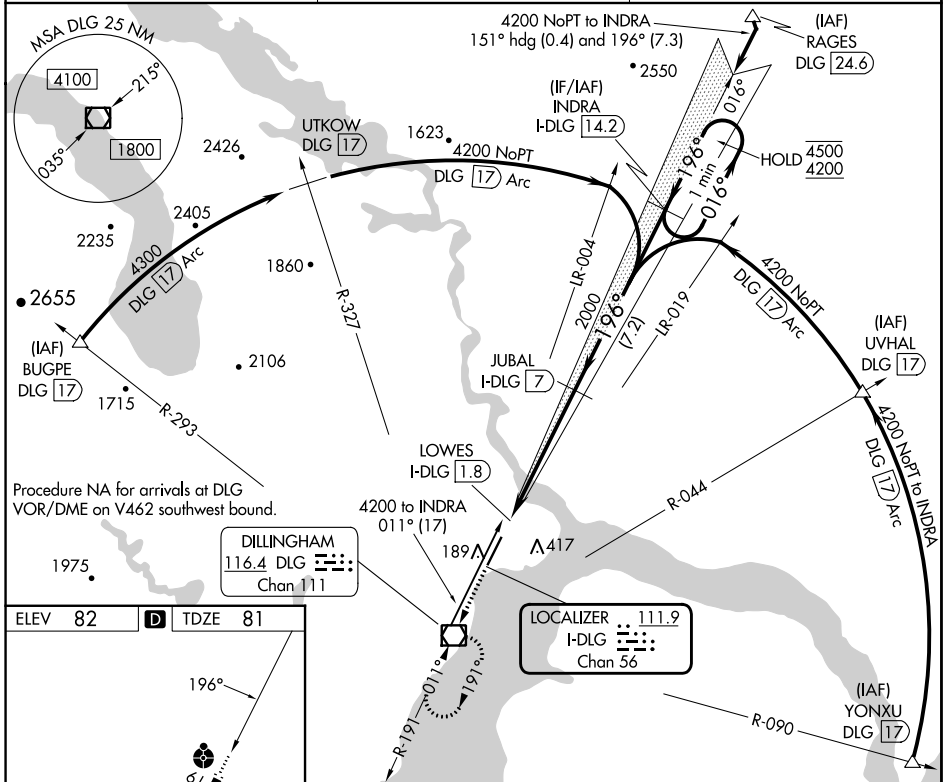 MSA DLG 25 NM
4100
215°
035°
1800
4200 NoPT to INDRA
151° hdg (0.4) and 196° (7.3)
(IAF)
RAGES
DLG 24.6
2550
(IF/IAF)
INDRA
I-DLG 14.2
016°
196°
1 min
016°
HOLD 4500
4200
UTKOW
DLG 17
1623
4200 NoPT
DLG 17 Arc
2426
2405
2235
4300
DLG 17 Arc
1860
R-327
LR-004
2000
196°
(7.2)
LR-019
4200 NoPT
DLG 17 Arc
2655
(IAF)
BUGPE
DLG 17
2106
1715
R-293
JUBAL
I-DLG 7
(IAF)
UVHAL
DLG 17
4200 NoPT to INDRA
DLG 17 Arc
R-044
LOWES
I-DLG 1.8
Procedure NA for arrivals at DLG
VOR/DME on V462 southwest bound.
4200 to INDRA
011° (17)
189
417
DILLINGHAM
116.4 DLG
Chan 111
1975
LOCALIZER 111.9
I-DLG
Chan 56
ELEV 82 D TDZE 81
196°
011°
191°
R-191
R-090
(IAF)
YONXU
DLG 17